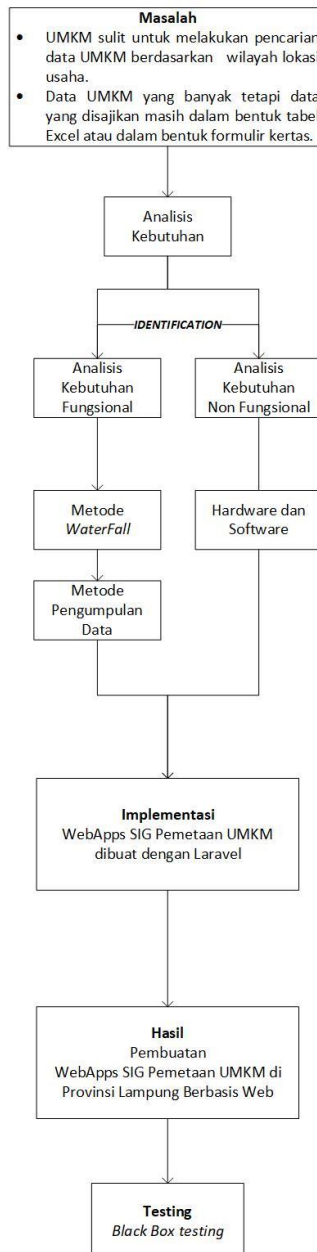 Masalah
• UMKM sulit untuk melakukan pencarian
data UMKM berdasarkan wilayah lokasi
usaha.
• Data UMKM yang banyak tetapi data
yang disajikan masih dalam bentuk tabel
Excel atau dalam bentuk formulir kertas.
Analisis
Kebutuhan
IDENTIFICATION
Analisis
Kebutuhan
Fungsional
Analisis
Kebutuhan
Non Fungsional
Metode
WaterFall
Hardware dan
Software
Metode
Pengumpulan
Data
Implementasi
WebApps SIG Pemetaan UMKM
dibuat dengan Laravel
Hasil
Pembuatan
WebApps SIG Pemetaan UMKM di
Provinsi Lampung Berbasis Web
Testing
Black Box testing